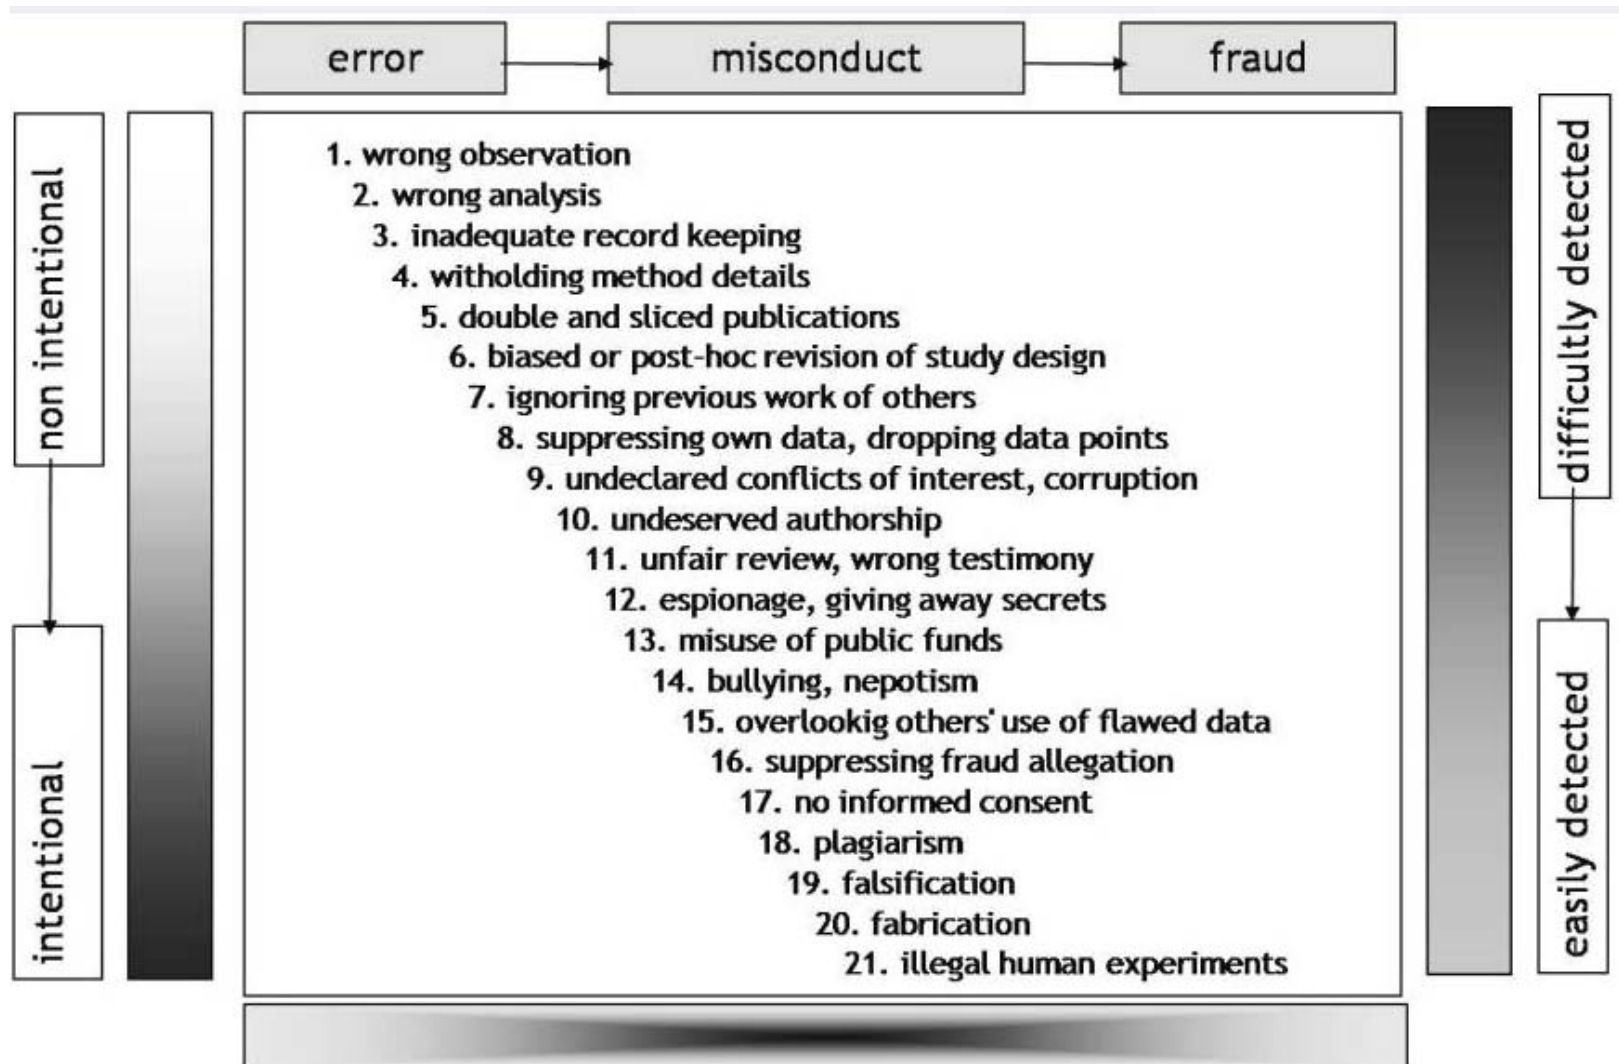 error
misconduct
fraud
non intentional
intentional
1. wrong observation
2. wrong analysis
3. inadequate record keeping
4. witholding method details
5. double and sliced publications
6. biased or post-hoc revision of study design
7. ignoring previous work of others
8. suppressing own data, dropping data points
9. undeclared conflicts of interest, corruption
10. undeserved authorship
11. unfair review, wrong testimony
12. espionage, giving away secrets
13. misuse of public funds
14. bullying, nepotism
15. overlookig others' use of flawed data
16. suppressing fraud allegation
17. no informed consent
18. plagiarism
19. falsification
20. fabrication
21. illegal human experiments
difficultly detected
easily detected